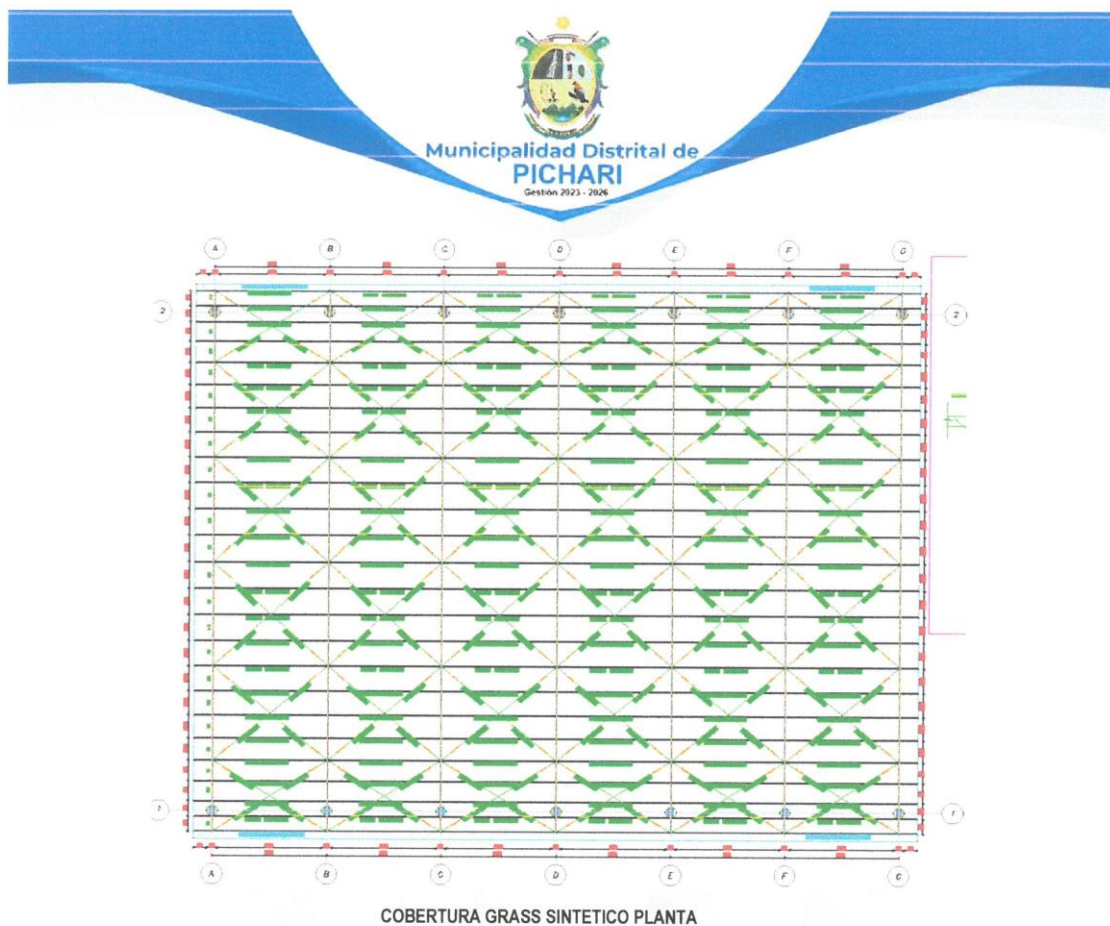 Municipalidad Distrital de
PICHARI
Gestión 2023 - 2026
A B C D E F G
2 2
1 1
A B C D E F G
COBERTURA GRASS SINTETICO PLANTA